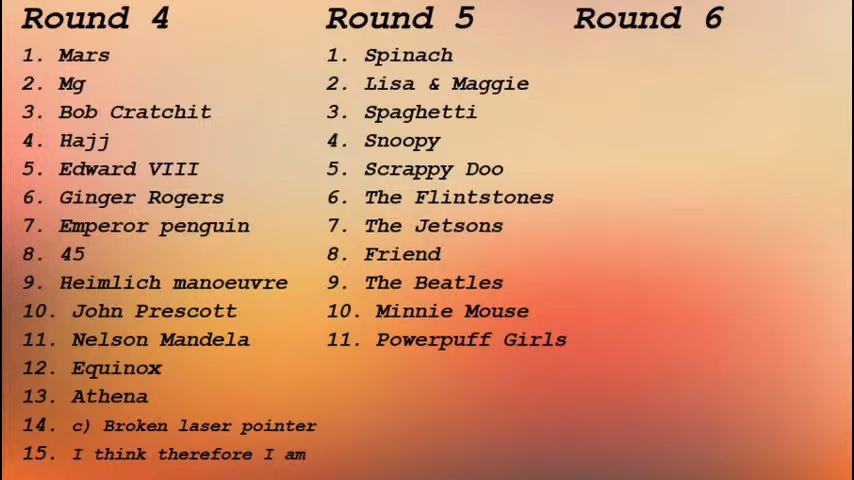 Round 4
1. Mars
2. Mg
3. Bob Cratchit
4. Hajj
5. Edward VIII
6. Ginger Rogers
7. Emperor penguin
8. 45
9. Heimlich manoeuvre
10. John Prescott
11. Nelson Mandela
12. Equinox
13. Athena
14. c) Broken laser pointer
15. I think therefore I am
Round 5
1. Spinach
2. Lisa & Maggie
3. Spaghetti
4. Snoopy
5. Scrappy Doo
6. The Flintstones
7. The Jetsons
8. Friend
9. The Beatles
10. Minnie Mouse
11. Powerpuff Girls
Round 6